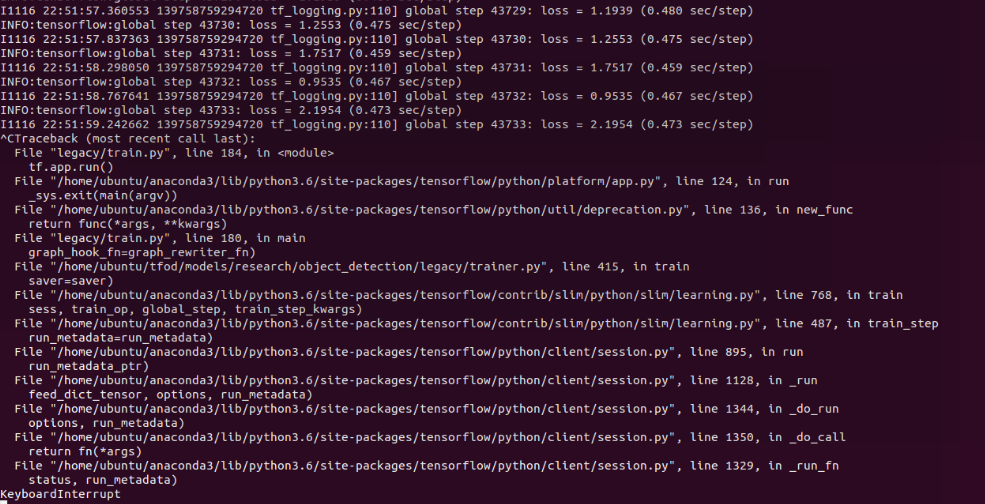 I1116 22:51:57.360553 139758759294720 tf_logging.py:110] global step 43729: loss = 1.1939 (0.480 sec/step)
INFO:tensorflow:global step 43730: loss = 1.2553 (0.475 sec/step)
I1116 22:51:57.837363 139758759294720 tf_logging.py:110] global step 43730: loss = 1.2553 (0.475 sec/step)
INFO:tensorflow:global step 43731: loss = 1.7517 (0.459 sec/step)
I1116 22:51:58.298050 139758759294720 tf_logging.py:110] global step 43731: loss = 1.7517 (0.459 sec/step)
INFO:tensorflow:global step 43732: loss = 0.9535 (0.467 sec/step)
I1116 22:51:58.767641 139758759294720 tf_logging.py:110] global step 43732: loss = 0.9535 (0.467 sec/step)
INFO:tensorflow:global step 43733: loss = 2.1954 (0.473 sec/step)
I1116 22:51:59.242662 139758759294720 tf_logging.py:110] global step 43733: loss = 2.1954 (0.473 sec/step)
^CTraceback (most recent call last):
  File "legacy/train.py", line 184, in <module>
    tf.app.run()
  File "/home/ubuntu/anaconda3/lib/python3.6/site-packages/tensorflow/python/platform/app.py", line 124, in run
    _sys.exit(main(argv))
  File "/home/ubuntu/anaconda3/lib/python3.6/site-packages/tensorflow/python/util/deprecation.py", line 136, in new_func
    return func(*args, **kwargs)
  File "legacy/train.py", line 180, in main
    graph_hook_fn=graph_rewriter_fn)
  File "/home/ubuntu/tfod/models/research/object_detection/legacy/trainer.py", line 415, in train
    saver=saver)
  File "/home/ubuntu/anaconda3/lib/python3.6/site-packages/tensorflow/contrib/slim/python/slim/learning.py", line 768, in train
    sess, train_op, global_step, train_step_kwargs)
  File "/home/ubuntu/anaconda3/lib/python3.6/site-packages/tensorflow/contrib/slim/python/slim/learning.py", line 487, in train_step
    run_metadata=run_metadata)
  File "/home/ubuntu/anaconda3/lib/python3.6/site-packages/tensorflow/python/client/session.py", line 895, in run
    run_metadata_ptr)
  File "/home/ubuntu/anaconda3/lib/python3.6/site-packages/tensorflow/python/client/session.py", line 1128, in _run
    feed_dict_tensor, options, run_metadata)
  File "/home/ubuntu/anaconda3/lib/python3.6/site-packages/tensorflow/python/client/session.py", line 1344, in _do_run
    options, run_metadata)
  File "/home/ubuntu/anaconda3/lib/python3.6/site-packages/tensorflow/python/client/session.py", line 1350, in _do_call
    return fn(*args)
  File "/home/ubuntu/anaconda3/lib/python3.6/site-packages/tensorflow/python/client/session.py", line 1329, in _run_fn
    status, run_metadata)
KeyboardInterrupt